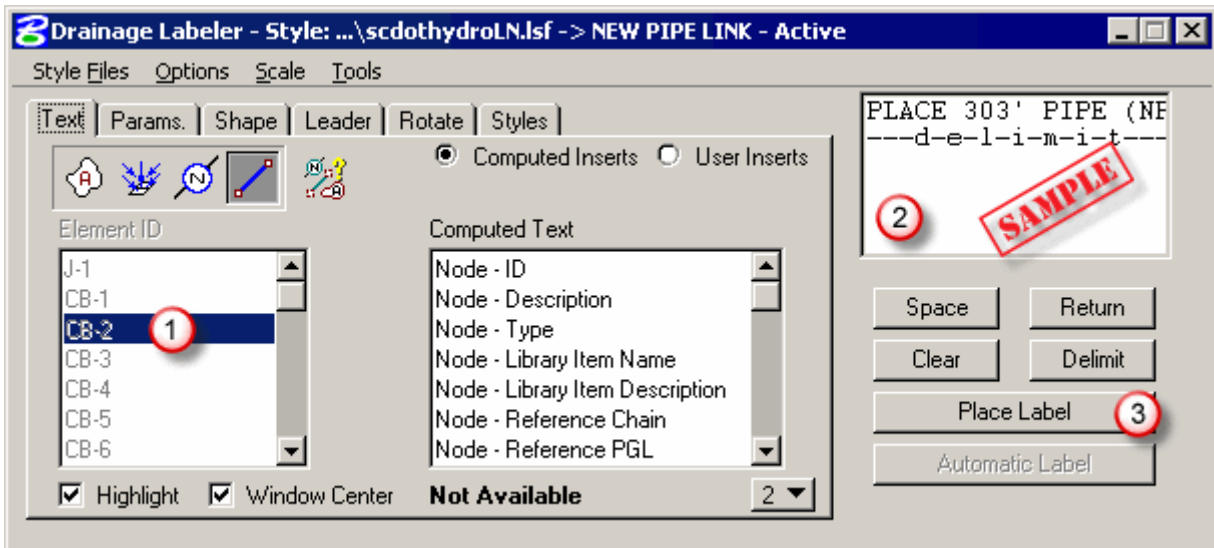 Drainage Labeler - Style: ...\scdothydroLN.lsf -> NEW PIPE LINK - Active
Style Files Options Scale Tools
Text Params. Shape Leader Rotate Styles
Computed Inserts User Inserts
Element ID
J-1
CB-1
CB-2 1
CB-3
CB-4
CB-5
CB-6
Computed Text
Node - ID
Node - Description
Node - Type
Node - Library Item Name
Node - Library Item Description
Node - Reference Chain
Node - Reference PGL
Highlight Window Center Not Available 2
PLACE 303' PIPE (NF
---d-e-l-i-m-i-t---
SAMPLE
2
Space Return
Clear Delimit
Place Label 3
Automatic Label